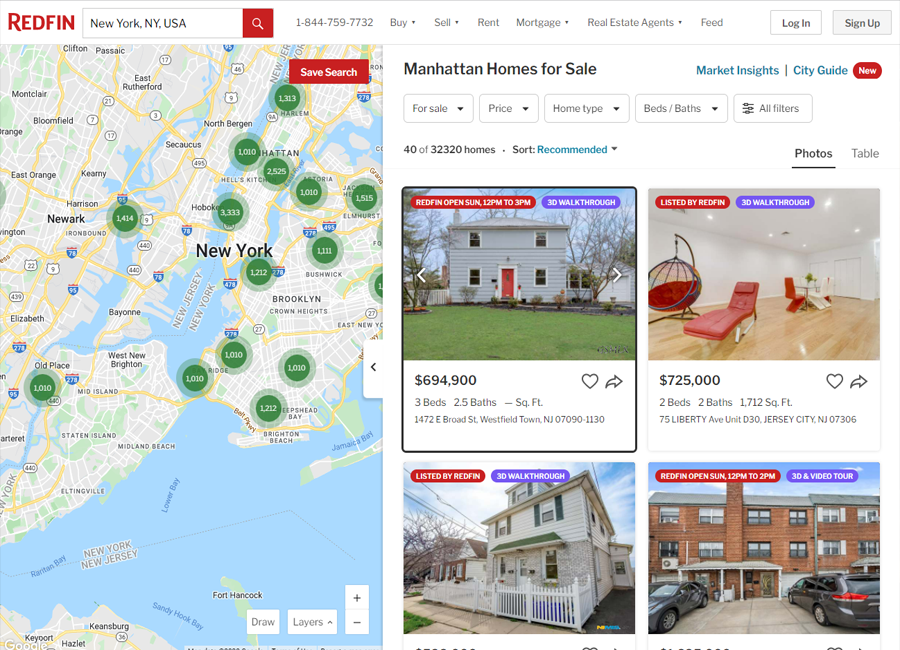 REDFIN
New York, NY, USA
1-844-759-7732
Buy
Sell
Rent
Mortgage
Real Estate Agents
Feed
Log In
Sign Up
Clifton
Passaic
East Rutherford
Montclair
Bloomfield
North Bergen
Secaucus
East Orange
Kearny
Harrison
Newark
IRONBOUND
Hoboken
HELL'S KITCHEN
HARLEM
ASTORIA
ELMHURST
New York
BUSHWICK
BROOKLYN
CROWN HEIGHTS
EAST NEW YORK
NEW JERSEY
NEW YORK
Elizabeth
Bayonne
Old Place
West New Brighton
MID ISLAND
Belt Pkwy
SHEEPSHEAD BAY
BRIGHTON BEACH
Jamaica Bay
STATEN ISLAND
MIDLAND BEACH
ELTINGVILLE
Lower Bay
NEW YORK
NEW JERSEY
Raritan Bay
Fort Hancock
Sandy Hook Bay
Keansburg
Keyport
Hazlet
Google
1,313
1,010
2,525
1,010
1,515
3,333
1,414
1,111
1,212
1,010
1,010
1,010
1,010
1,212
Save Search
Draw
Layers
+
−
Manhattan Homes for Sale
Market Insights | City Guide New
For sale
Price
Home type
Beds / Baths
All filters
40 of 32320 homes • Sort: Recommended
Photos
Table
REDFIN OPEN SUN, 12PM TO 3PM
3D WALKTHROUGH
$694,900
3 Beds 2.5 Baths — Sq. Ft.
1472 E Broad St, Westfield Town, NJ 07090-1130
LISTED BY REDFIN
3D WALKTHROUGH
$725,000
2 Beds 2 Baths 1,712 Sq. Ft.
75 LIBERTY Ave Unit D30, JERSEY CITY, NJ 07306
LISTED BY REDFIN
3D WALKTHROUGH
REDFIN OPEN SUN, 12PM TO 2PM
3D & VIDEO TOUR